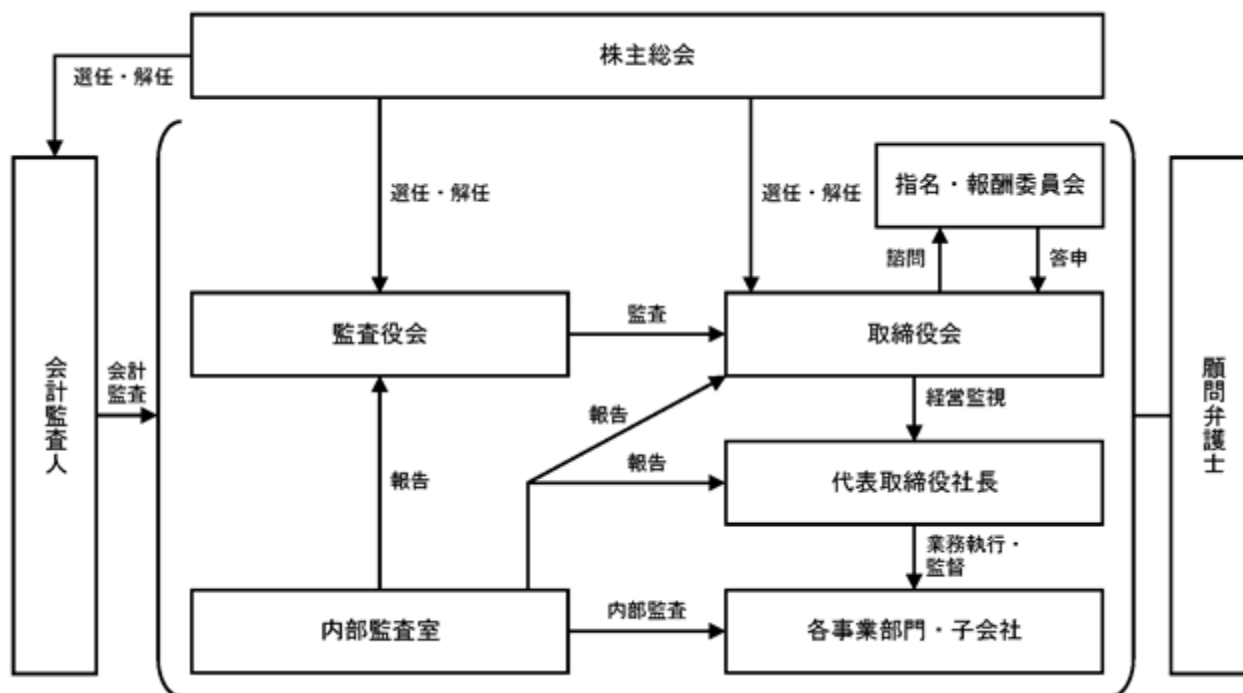 株主総会
選任・解任
選任・解任
選任・解任
指名・報酬委員会
諮問
答申
監査役会
監査
取締役会
会計監査人
会計
監査
顧問弁護士
経営監視
報告
報告
報告
代表取締役社長
業務執行・
監督
内部監査室
内部監査
各事業部門・子会社